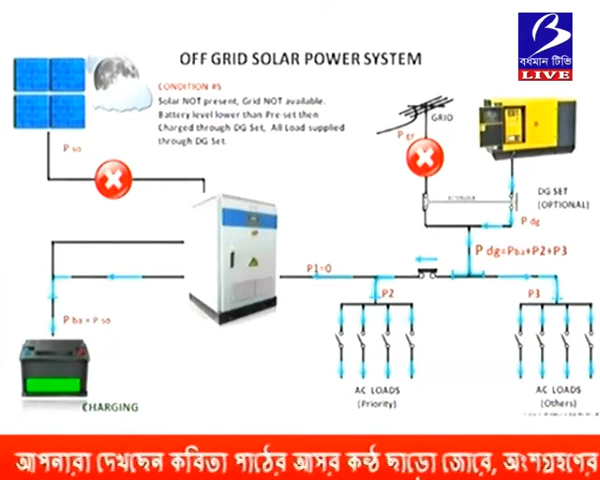 বর্ধমান টিভি
LIVE
OFF GRID SOLAR POWER SYSTEM
CONDITION #5
Solar NOT present, Grid NOT available.
Battery level lower than Pre-set then
Charged through DG Set, All Load supplied
through DG Set.
GRID
P so
P gr
DG SET
(OPTIONAL)
P dg
P dg=Pba+P2+P3
P1=0
P2
P3
P ba + P so
CHARGING
AC LOADS
(Priority)
AC LOADS
(Others)
আপনারা দেখছেন কবিতা পাঠের আসর কন্ঠ ছাড়ো জোরে, অংশগ্রহণের